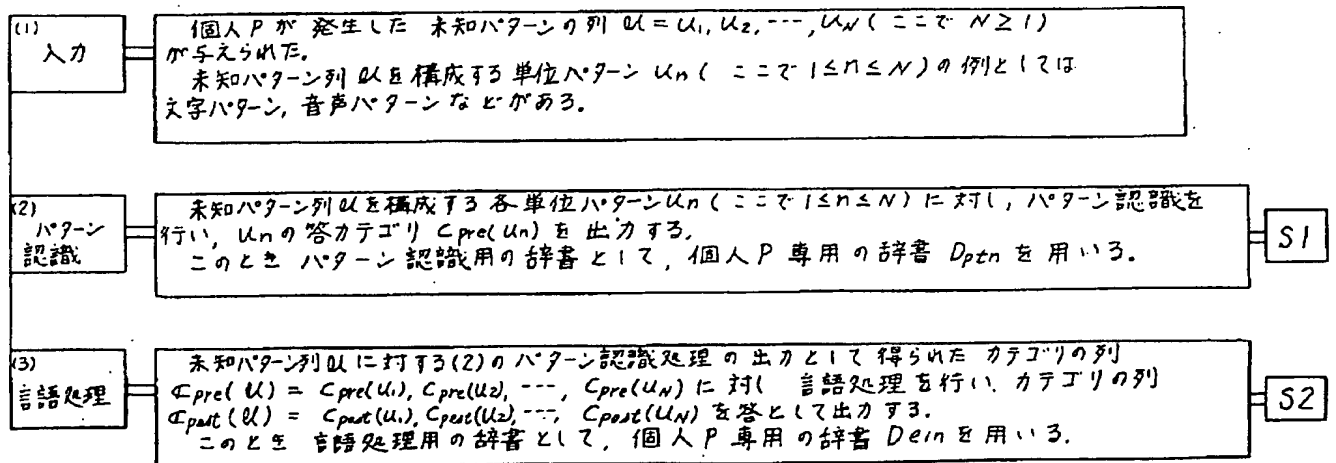 (1)
入力
個人Pが発生した未知パターンの列 𝕌 = U1, U2, ---, UN ( ここで N≥1)
が与えられた。
未知パターン列𝕌を構成する単位パターン Un ( ここで 1≤n≤N) の例としては
文字パターン, 音声パターンなどがある。
(2)
パターン
認識
未知パターン列𝕌を構成する各単位パターンUn ( ここで 1≤n≤N) に対し, パターン認識を
行い, Unの答カテゴリ Cpre(Un) を出力する。
このとき パターン認識用の辞書として, 個人P専用の辞書 Dptn を用いる。
S1
(3)
言語処理
未知パターン列𝕌に対する(2)のパターン認識処理の出力として得られたカテゴリの列
ℂpre(𝕌) = Cpre(U1), Cpre(U2), ---, Cpre(UN) に対し 言語処理を行い, カテゴリの列
ℂpost(𝕌) = Cpost(U1), Cpost(U2), ---, Cpost(UN) を答として出力する。
このとき 言語処理用の辞書として, 個人P専用の辞書 Dein を用いる。
S2